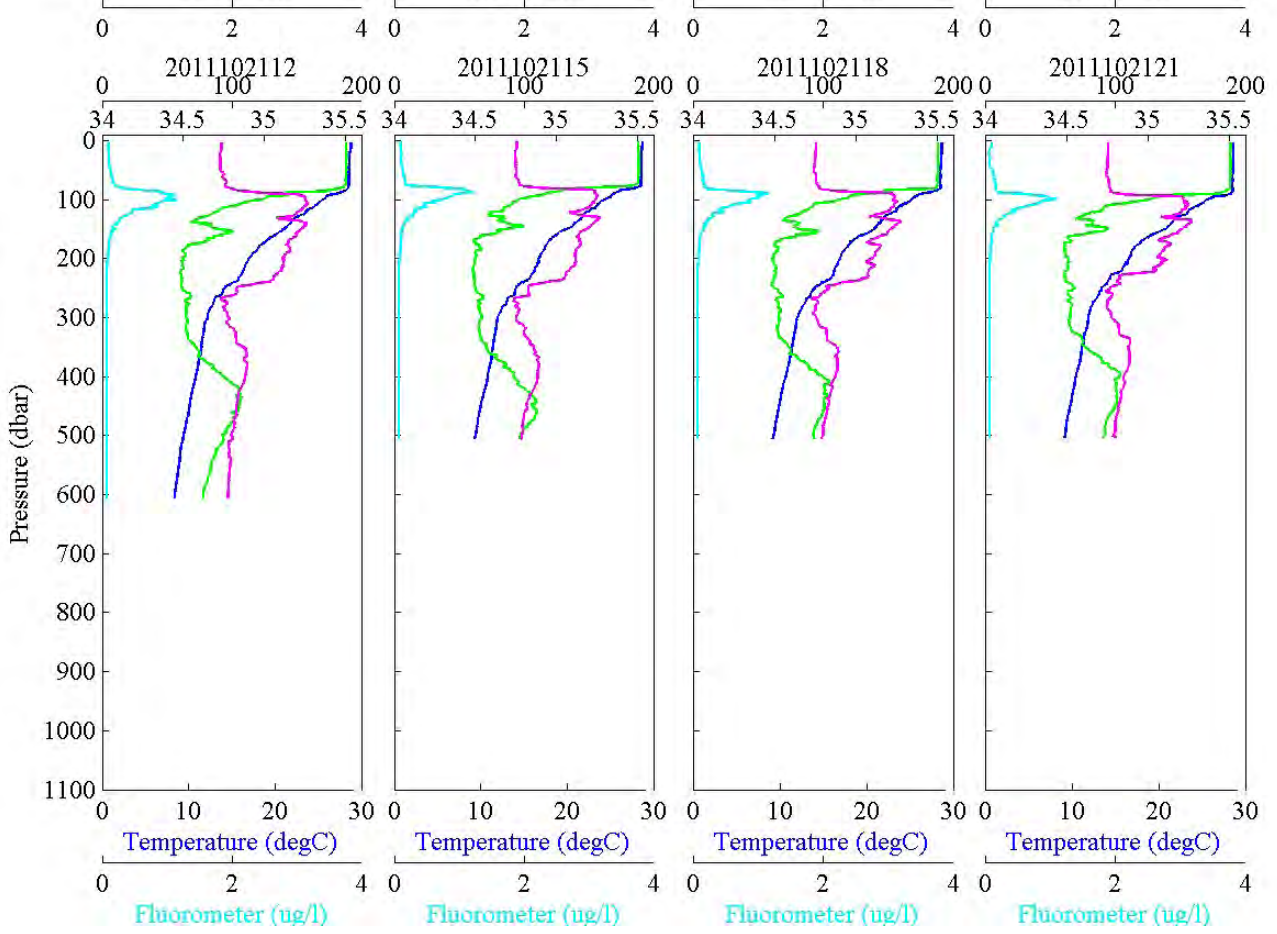 0 2 4 0 2 4 0 2 4 0 2 4
2011102112 2011102115 2011102118 2011102121
0 100 200 0 100 200 0 100 200 0 100 200
34 34.5 35 35.5 34 34.5 35 35.5 34 34.5 35 35.5 34 34.5 35 35.5
0
100
200
300
400
500
600
700
800
900
1000
1100
Pressure (dbar)
0 10 20 30 0 10 20 30 0 10 20 30 0 10 20 30
Temperature (degC) Temperature (degC) Temperature (degC) Temperature (degC)
0 2 4 0 2 4 0 2 4 0 2 4
Fluorometer (ug/l) Fluorometer (ug/l) Fluorometer (ug/l) Fluorometer (ug/l)